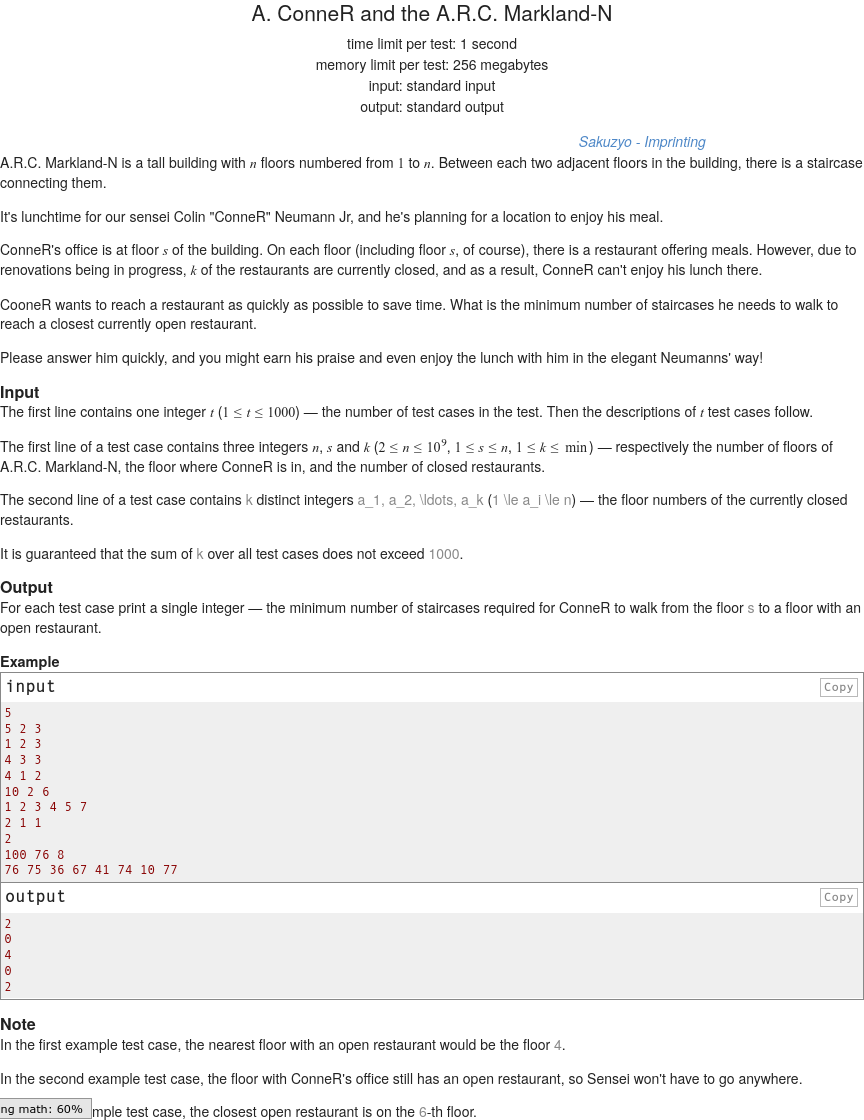 A. ConneR and the A.R.C. Markland-N
time limit per test: 1 second
memory limit per test: 256 megabytes
input: standard input
output: standard output
Sakuzyo - Imprinting
A.R.C. Markland-N is a tall building with n floors numbered from 1 to n. Between each two adjacent floors in the building, there is a staircase
connecting them.
It's lunchtime for our sensei Colin "ConneR" Neumann Jr, and he's planning for a location to enjoy his meal.
ConneR's office is at floor s of the building. On each floor (including floor s, of course), there is a restaurant offering meals. However, due to
renovations being in progress, k of the restaurants are currently closed, and as a result, ConneR can't enjoy his lunch there.
CooneR wants to reach a restaurant as quickly as possible to save time. What is the minimum number of staircases he needs to walk to
reach a closest currently open restaurant.
Please answer him quickly, and you might earn his praise and even enjoy the lunch with him in the elegant Neumanns' way!
Input
The first line contains one integer t (1 ≤ t ≤ 1000) — the number of test cases in the test. Then the descriptions of t test cases follow.
The first line of a test case contains three integers n, s and k (2 ≤ n ≤ 10⁹, 1 ≤ s ≤ n, 1 ≤ k ≤ min) — respectively the number of floors of
A.R.C. Markland-N, the floor where ConneR is in, and the number of closed restaurants.
The second line of a test case contains k distinct integers a_1, a_2, \ldots, a_k (1 \le a_i \le n) — the floor numbers of the currently closed
restaurants.
It is guaranteed that the sum of k over all test cases does not exceed 1000.
Output
For each test case print a single integer — the minimum number of staircases required for ConneR to walk from the floor s to a floor with an
open restaurant.
Example
input
Copy
5
5 2 3
1 2 3
4 3 3
4 1 2
10 2 6
1 2 3 4 5 7
2 1 1
2
100 76 8
76 75 36 67 41 74 10 77
output
Copy
2
0
4
0
2
Note
In the first example test case, the nearest floor with an open restaurant would be the floor 4.
In the second example test case, the floor with ConneR's office still has an open restaurant, so Sensei won't have to go anywhere.
ng math: 60%
mple test case, the closest open restaurant is on the 6-th floor.